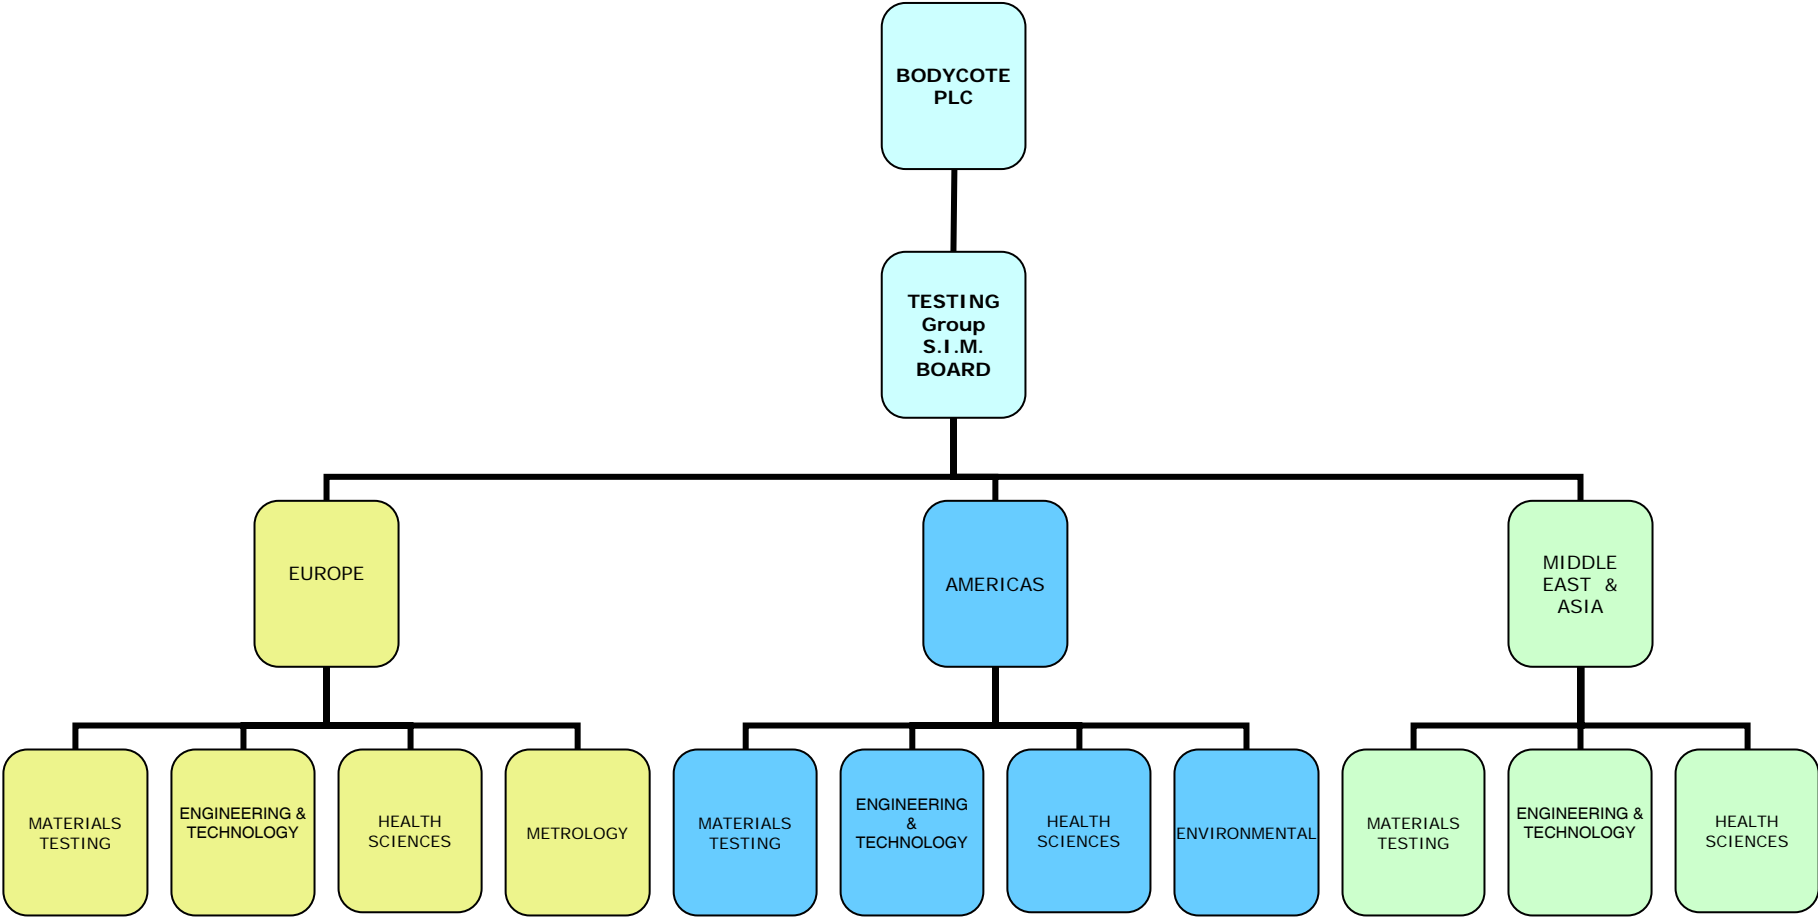 BODYCOTE
PLC
TESTING
Group
S.I.M.
BOARD
EUROPE
AMERICAS
MIDDLE
EAST &
ASIA
MATERIALS
TESTING
ENGINEERING &
TECHNOLOGY
HEALTH
SCIENCES
METROLOGY
MATERIALS
TESTING
ENGINEERING
&
TECHNOLOGY
HEALTH
SCIENCES
ENVIRONMENTAL
MATERIALS
TESTING
ENGINEERING &
TECHNOLOGY
HEALTH
SCIENCES